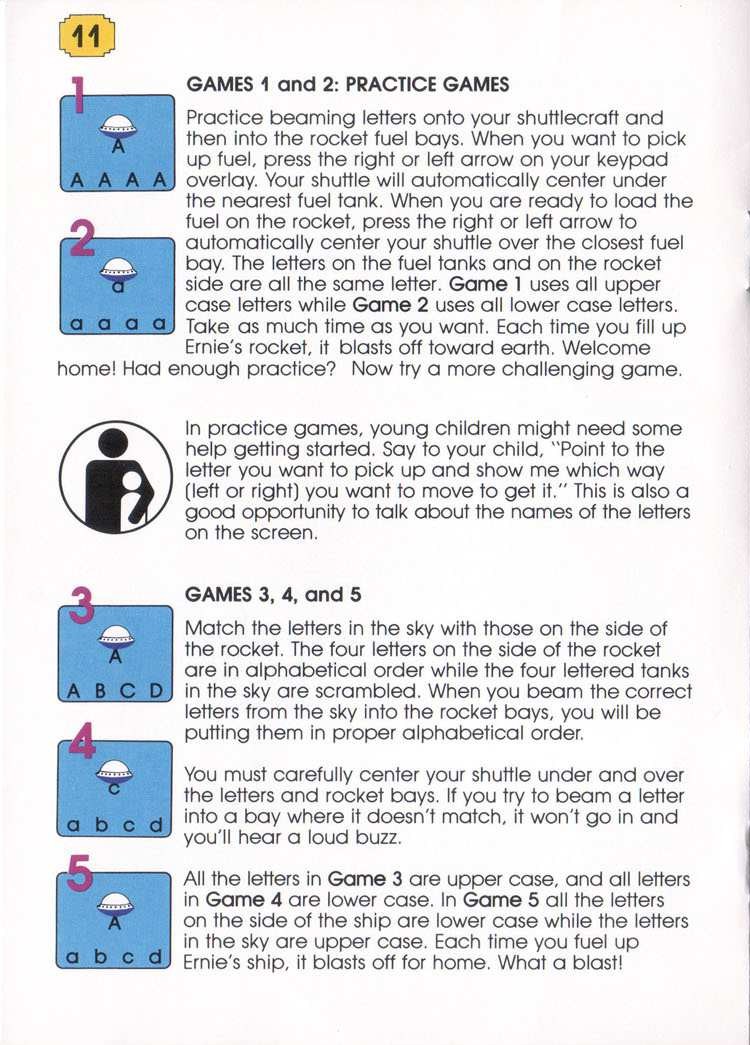 11
1
A
A A A A
GAMES 1 and 2: PRACTICE GAMES
Practice beaming letters onto your shuttlecraft and
then into the rocket fuel bays. When you want to pick
up fuel, press the right or left arrow on your keypad
overlay. Your shuttle will automatically center under
the nearest fuel tank. When you are ready to load the
fuel on the rocket, press the right or left arrow to
2
a
a a a a
automatically center your shuttle over the closest fuel
bay. The letters on the fuel tanks and on the rocket
side are all the same letter. Game 1 uses all upper
case letters while Game 2 uses all lower case letters.
Take as much time as you want. Each time you fill up
Ernie's rocket, it blasts off toward earth. Welcome
home! Had enough practice? Now try a more challenging game.
In practice games, young children might need some
help getting started. Say to your child, "Point to the
letter you want to pick up and show me which way
(left or right) you want to move to get it." This is also a
good opportunity to talk about the names of the letters
on the screen.
3
A
A B C D
GAMES 3, 4, and 5
Match the letters in the sky with those on the side of
the rocket. The four letters on the side of the rocket
are in alphabetical order while the four lettered tanks
in the sky are scrambled. When you beam the correct
letters from the sky into the rocket bays, you will be
putting them in proper alphabetical order.
4
c
a b c d
You must carefully center your shuttle under and over
the letters and rocket bays. If you try to beam a letter
into a bay where it doesn't match, it won't go in and
you'll hear a loud buzz.
5
A
a b c d
All the letters in Game 3 are upper case, and all letters
in Game 4 are lower case. In Game 5 all the letters
on the side of the ship are lower case while the letters
in the sky are upper case. Each time you fuel up
Ernie's ship, it blasts off for home. What a blast!